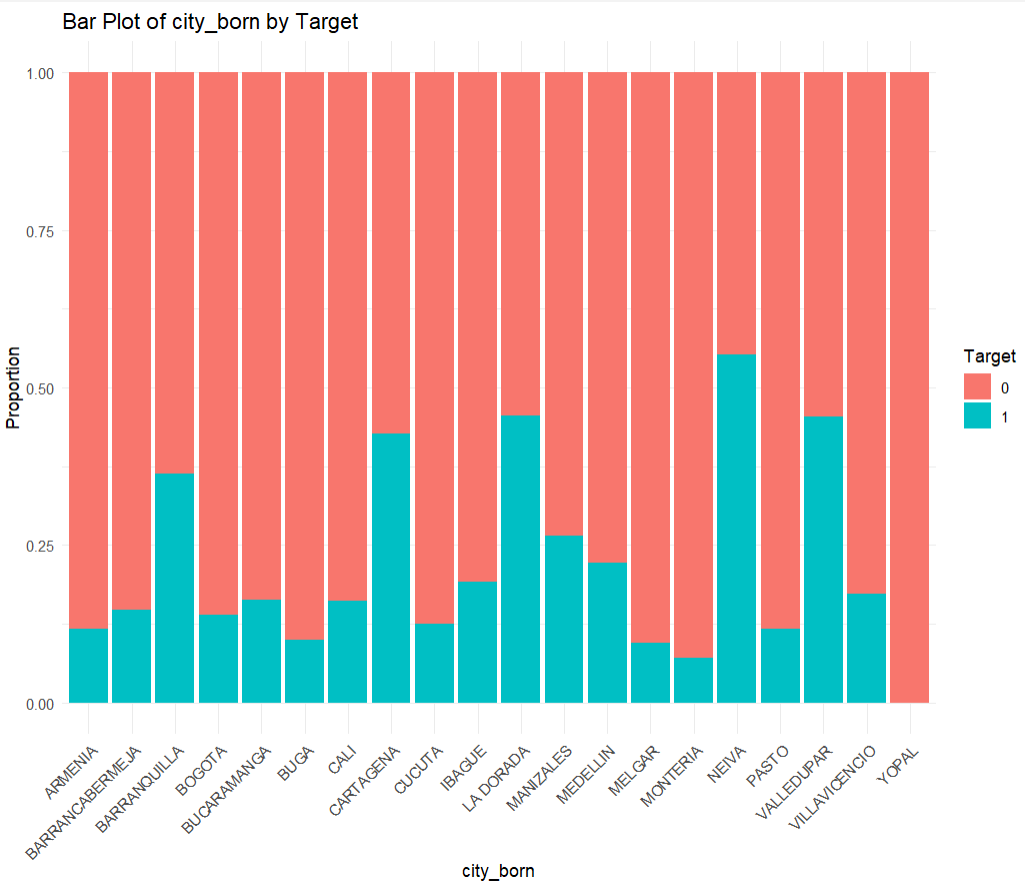 Bar Plot of city_born by Target
1.00
0.75
0.50
0.25
0.00
Proportion
ARMENIA
BARRANCABERMEJA
BARRANQUILLA
BOGOTA
BUCARAMANGA
BUGA
CALI
CARTAGENA
CUCUTA
IBAGUE
LA DORADA
MANIZALES
MEDELLIN
MELGAR
MONTERIA
NEIVA
PASTO
VALLEDUPAR
VILLAVICENCIO
YOPAL
city_born
Target
0
1